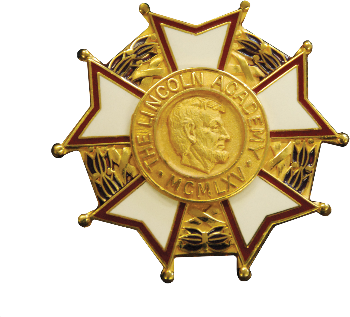 THE LINCOLN ACADEMY
· MCMLXV ·